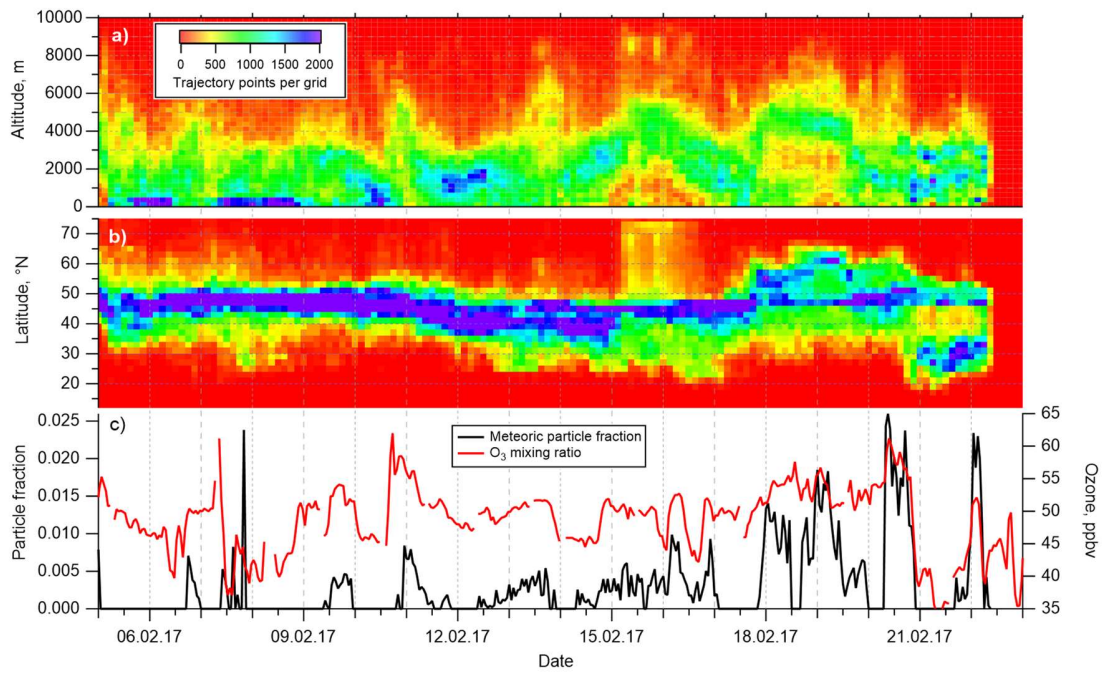 a)
0 500 1000 1500 2000
Trajectory points per grid
10000
8000
6000
4000
2000
0
Altitude, m
b)
70
60
50
40
30
20
Latitude, °N
c)
Meteoric particle fraction
O₃ mixing ratio
0.025
0.020
0.015
0.010
0.005
0.000
Particle fraction
65
60
55
50
45
40
35
Ozone, ppbv
06.02.17 09.02.17 12.02.17 15.02.17 18.02.17 21.02.17
Date